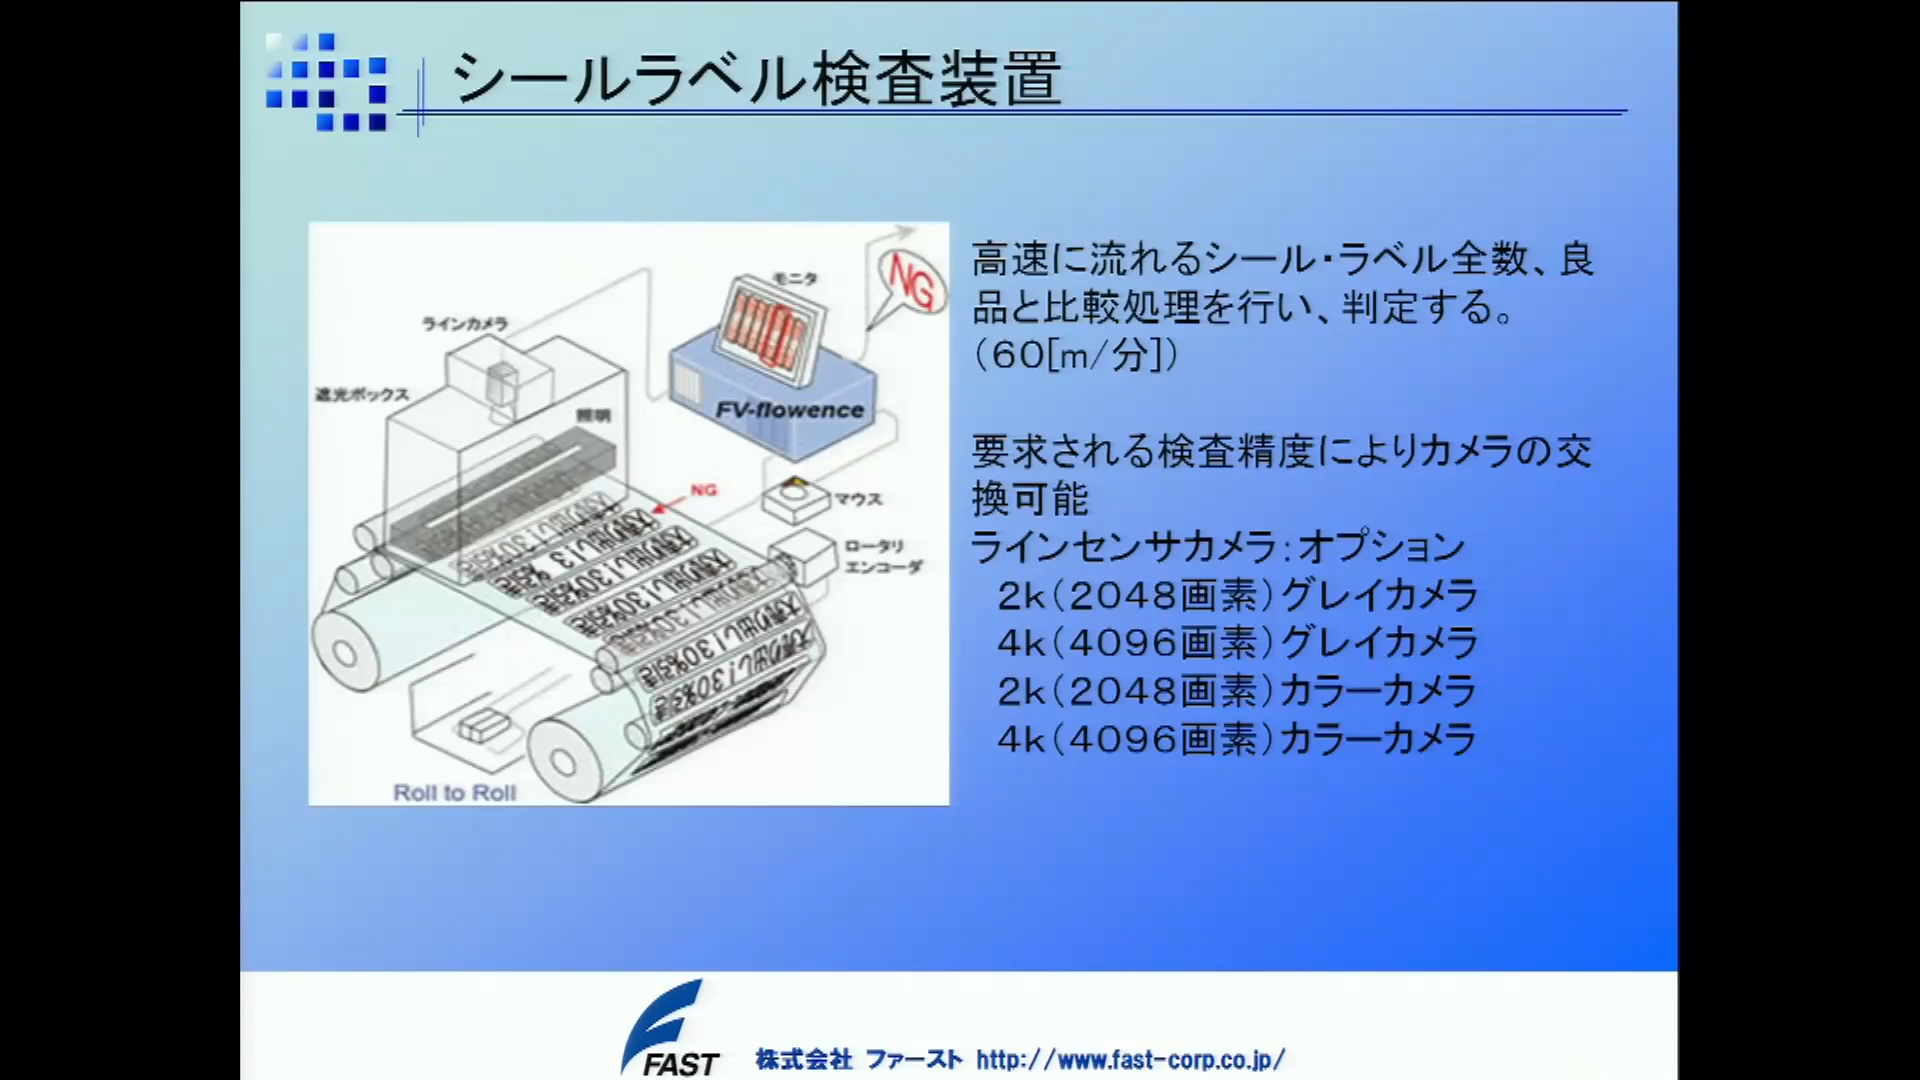 シールラベル検査装置
モニタ
NG
ラインカメラ
遮光ボックス
照明
FV-flowence
NG
マウス
ロータリ
エンコーダ
Roll to Roll
高速に流れるシール・ラベル全数、良
品と比較処理を行い、判定する。
(60[m/分])
要求される検査精度によりカメラの交
換可能
ラインセンサカメラ:オプション
2k(2048画素)グレイカメラ
4k(4096画素)グレイカメラ
2k(2048画素)カラーカメラ
4k(4096画素)カラーカメラ
FAST 株式会社 ファースト http://www.fast-corp.co.jp/